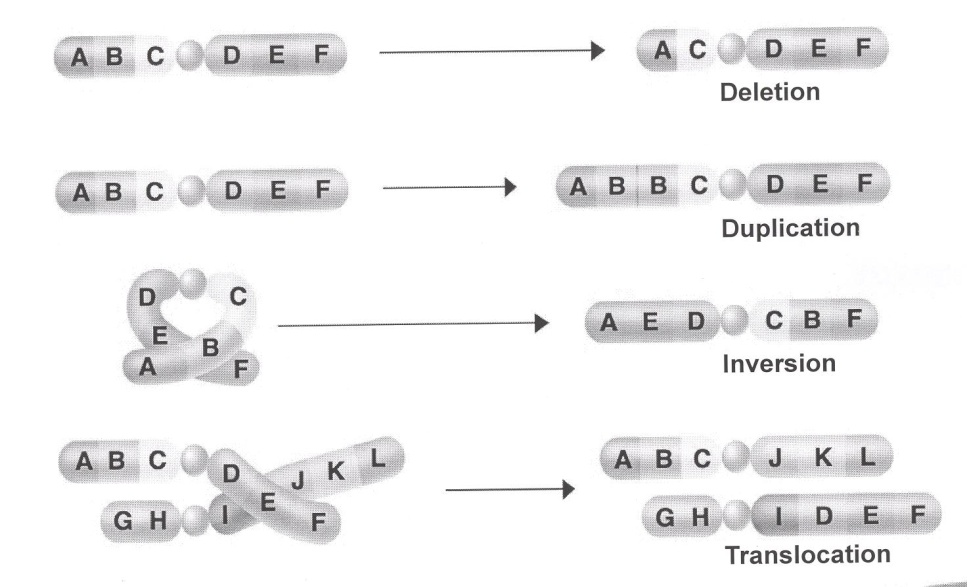 A B C D E F
A C D E F
Deletion
A B C D E F
A B B C D E F
Duplication
D C
E B
A F
A E D C B F
Inversion
A B C D E J K L
G H I F
A B C J K L
G H I D E F
Translocation